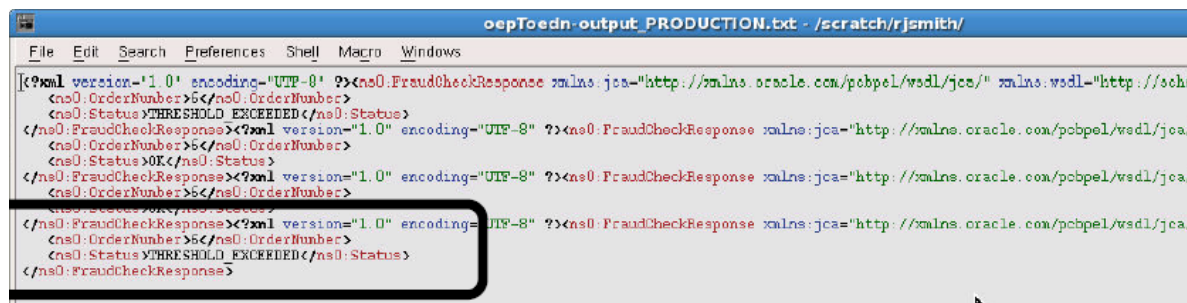 oepToedn-output_PRODUCTION.txt - /scratch/rjsmith/
File Edit Search Preferences Shell Macro Windows
<?xml version='1.0' encoding="UTF-8" ?><ns0:FraudCheckResponse xmlns:jca="http://xmlns.oracle.com/pcbpel/wsdl/jca/" xmlns:wsdl="http://sch
<ns0:OrderNumber>6</ns0:OrderNumber>
<ns0:Status>THRESHOLD_EXCEEDED</ns0:Status>
</ns0:FraudCheckResponse><?xml version="1.0" encoding="UTF-8" ?><ns0:FraudCheckResponse xmlns:jca="http://xmlns.oracle.com/pcbpel/wsdl/jca
<ns0:OrderNumber>6</ns0:OrderNumber>
<ns0:Status>OK</ns0:Status>
</ns0:FraudCheckResponse><?xml version="1.0" encoding="UTF-8" ?><ns0:FraudCheckResponse xmlns:jca="http://xmlns.oracle.com/pcbpel/wsdl/jca
<ns0:OrderNumber>6</ns0:OrderNumber>
<ns0:Status>OK</ns0:Status>
</ns0:FraudCheckResponse><?xml version="1.0" encoding="UTF-8" ?><ns0:FraudCheckResponse xmlns:jca="http://xmlns.oracle.com/pcbpel/wsdl/jca
<ns0:OrderNumber>6</ns0:OrderNumber>
<ns0:Status>THRESHOLD_EXCEEDED</ns0:Status>
</ns0:FraudCheckResponse>